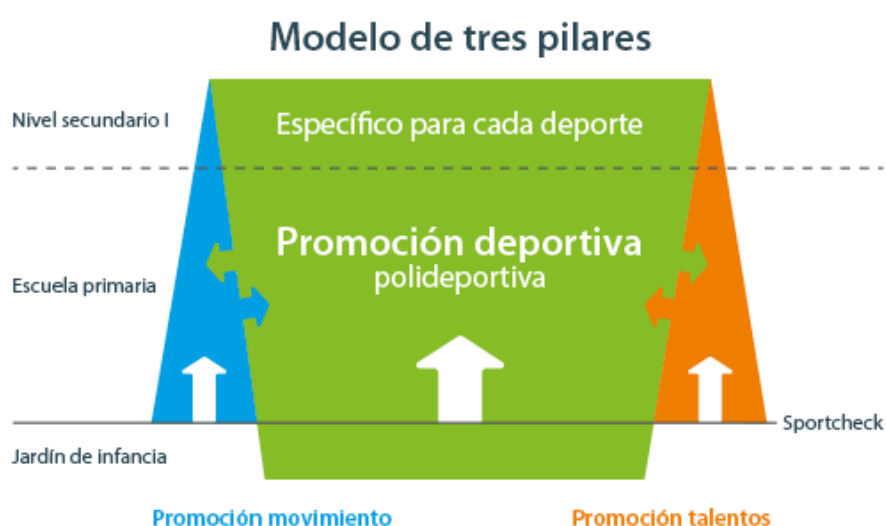 Modelo de tres pilares
Nivel secundario I
Específico para cada deporte
Promoción deportiva
polideportiva
Escuela primaria
Sportcheck
Jardín de infancia
Promoción movimiento
Promoción talentos